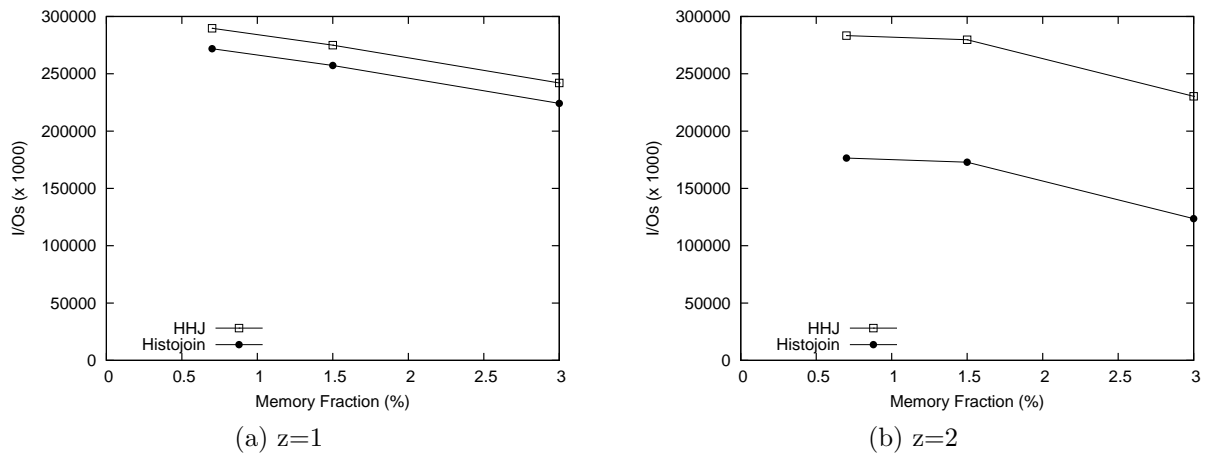 300000
250000
200000
150000
100000
50000
0
I/Os (x 1000)
HHJ
Histojoin
0 0.5 1 1.5 2 2.5 3
Memory Fraction (%)
(a) z=1
300000
250000
200000
150000
100000
50000
0
I/Os (x 1000)
HHJ
Histojoin
0 0.5 1 1.5 2 2.5 3
Memory Fraction (%)
(b) z=2